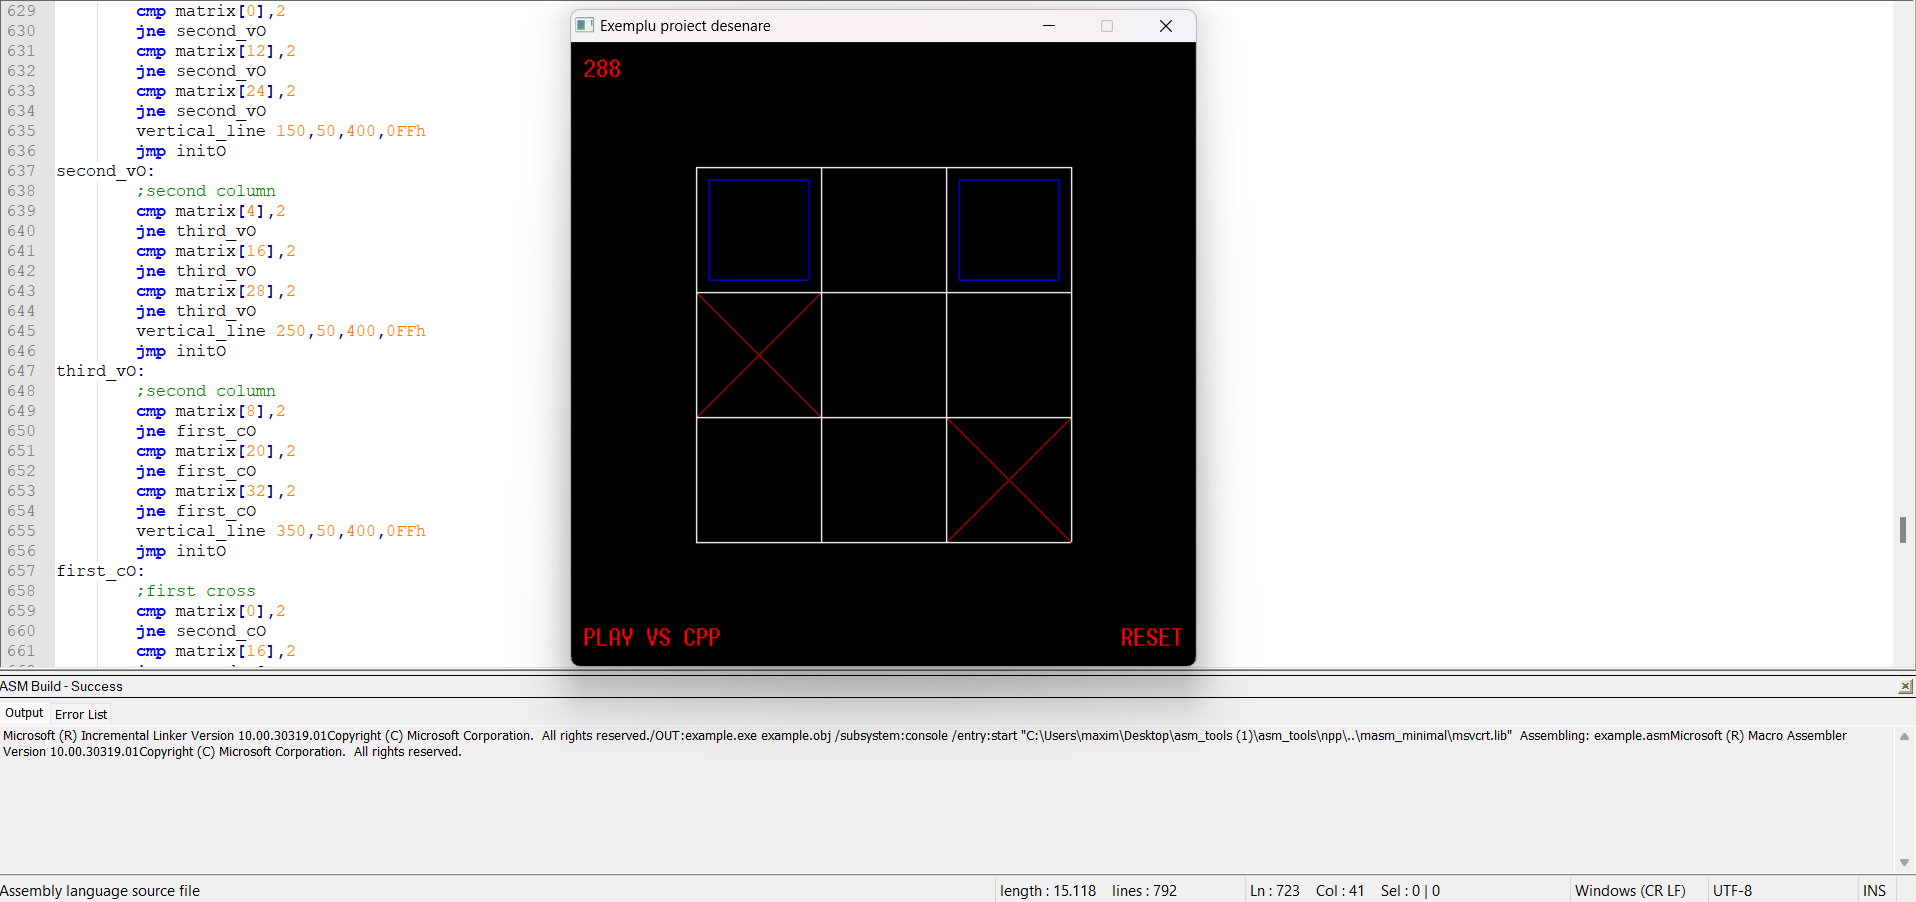 629 cmp matrix[0],2
630 jne second_vO
631 cmp matrix[12],2
632 jne second_vO
633 cmp matrix[24],2
634 jne second_vO
635 vertical_line 150,50,400,0FFh
636 jmp initO
637 second_vO:
638 ;second column
639 cmp matrix[4],2
640 jne third_vO
641 cmp matrix[16],2
642 jne third_vO
643 cmp matrix[28],2
644 jne third_vO
645 vertical_line 250,50,400,0FFh
646 jmp initO
647 third_vO:
648 ;second column
649 cmp matrix[8],2
650 jne first_cO
651 cmp matrix[20],2
652 jne first_cO
653 cmp matrix[32],2
654 jne first_cO
655 vertical_line 350,50,400,0FFh
656 jmp initO
657 first_cO:
658 ;first cross
659 cmp matrix[0],2
660 jne second_cO
661 cmp matrix[16],2
Exemplu proiect desenare
288
PLAY VS CPP
RESET
ASM Build - Success
Output Error List
Microsoft (R) Incremental Linker Version 10.00.30319.01Copyright (C) Microsoft Corporation.  All rights reserved./OUT:example.exe example.obj /subsystem:console /entry:start "C:\Users\maxim\Desktop\asm_tools (1)\asm_tools\npp\..\masm_minimal\msvcrt.lib"  Assembling: example.asmMicrosoft (R) Macro Assembler
Version 10.00.30319.01Copyright (C) Microsoft Corporation.  All rights reserved.
Assembly language source file length : 15.118 lines : 792 Ln : 723 Col : 41 Sel : 0 | 0 Windows (CR LF) UTF-8 INS